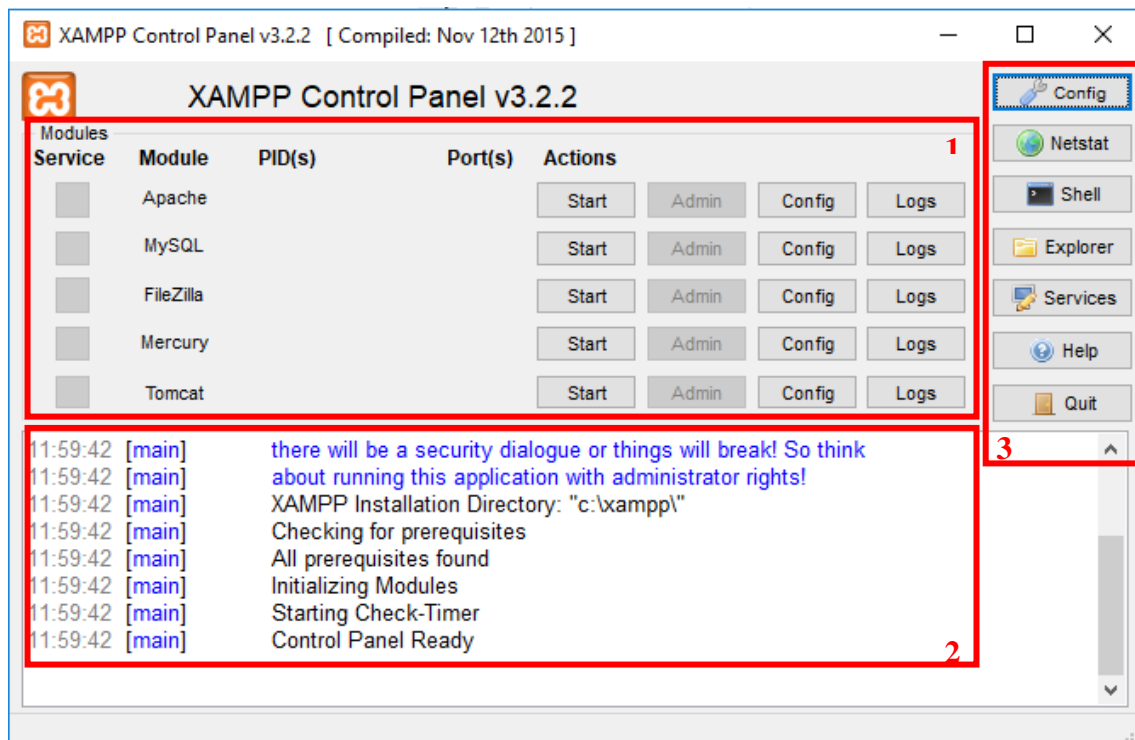 XAMPP Control Panel v3.2.2 [ Compiled: Nov 12th 2015 ]
XAMPP Control Panel v3.2.2
Modules
Service Module PID(s) Port(s) Actions
Apache Start Admin Config Logs
MySQL Start Admin Config Logs
FileZilla Start Admin Config Logs
Mercury Start Admin Config Logs
Tomcat Start Admin Config Logs
1
Config
Netstat
Shell
Explorer
Services
Help
Quit
3
11:59:42 [main] there will be a security dialogue or things will break! So think
11:59:42 [main] about running this application with administrator rights!
11:59:42 [main] XAMPP Installation Directory: "c:\xampp\"
11:59:42 [main] Checking for prerequisites
11:59:42 [main] All prerequisites found
11:59:42 [main] Initializing Modules
11:59:42 [main] Starting Check-Timer
11:59:42 [main] Control Panel Ready
2